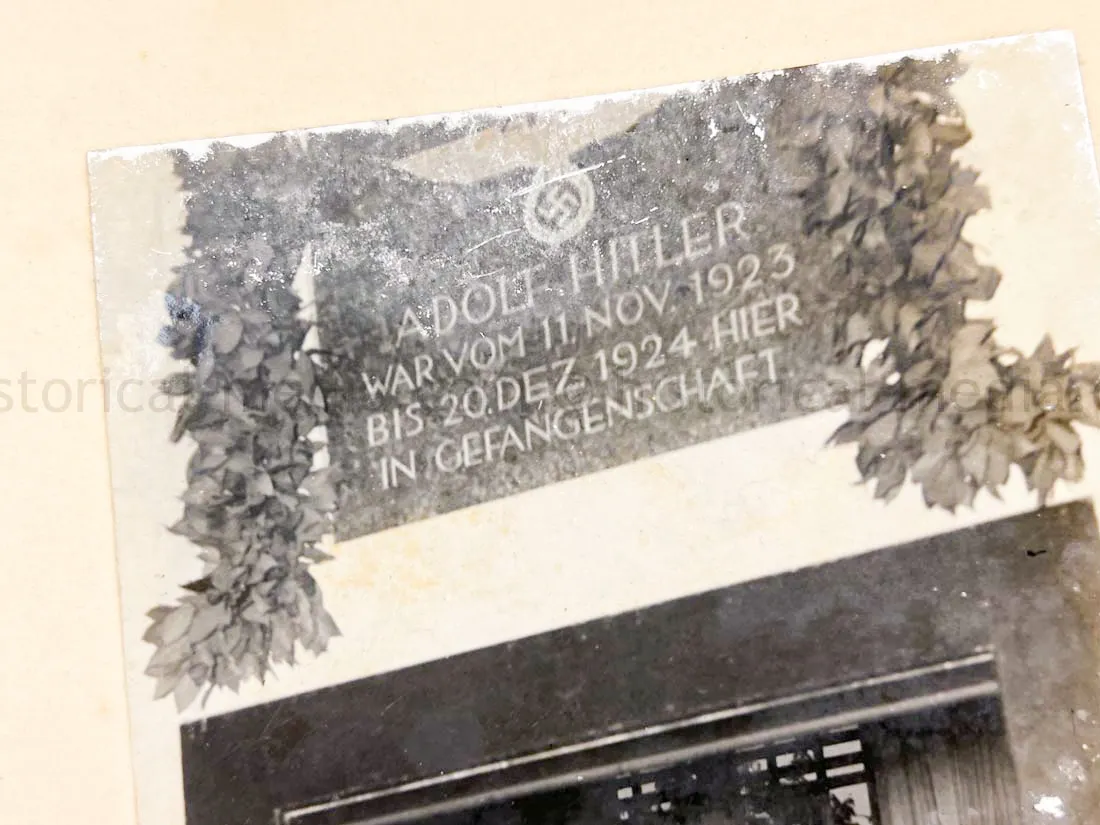 ADOLF HITLER
WAR VOM 11. NOV. 1923
BIS 20. DEZ. 1924 HIER
IN GEFANGENSCHAFT